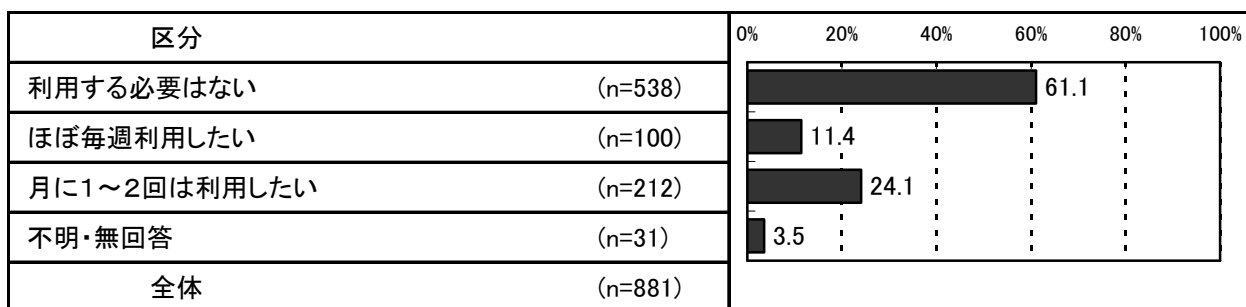 区分 0% 20% 40% 60% 80% 100%
利用する必要はない (n=538) 61.1
ほぼ毎週利用したい (n=100) 11.4
月に1~2回は利用したい (n=212) 24.1
不明・無回答 (n=31) 3.5
全体 (n=881)